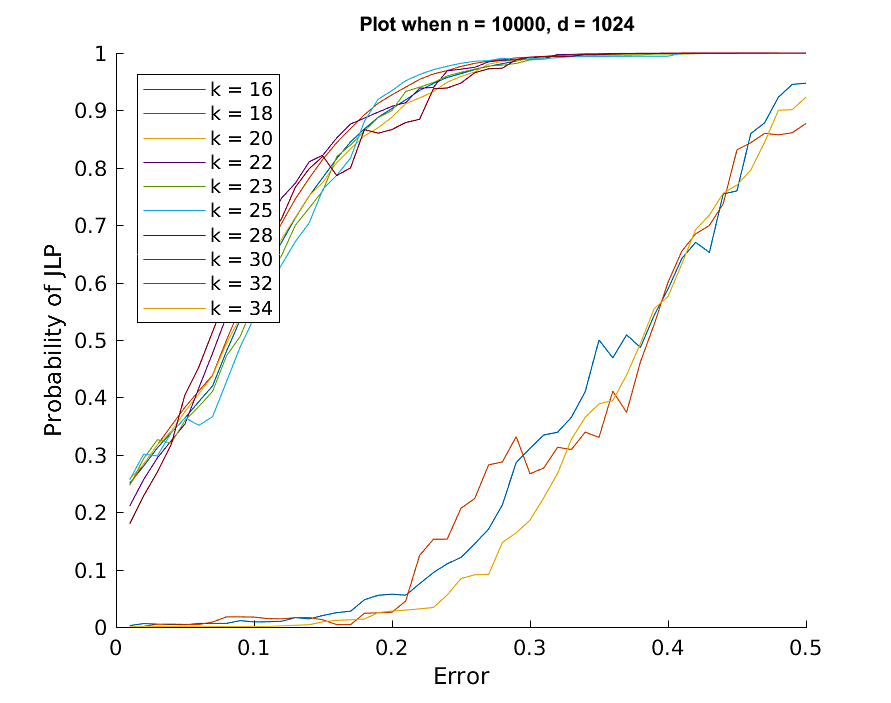 Plot when n = 10000, d = 1024
1
0.9
0.8
0.7
0.6
0.5
0.4
0.3
0.2
0.1
0
Probability of JLP
k = 16
k = 18
k = 20
k = 22
k = 23
k = 25
k = 28
k = 30
k = 32
k = 34
0 0.1 0.2 0.3 0.4 0.5
Error